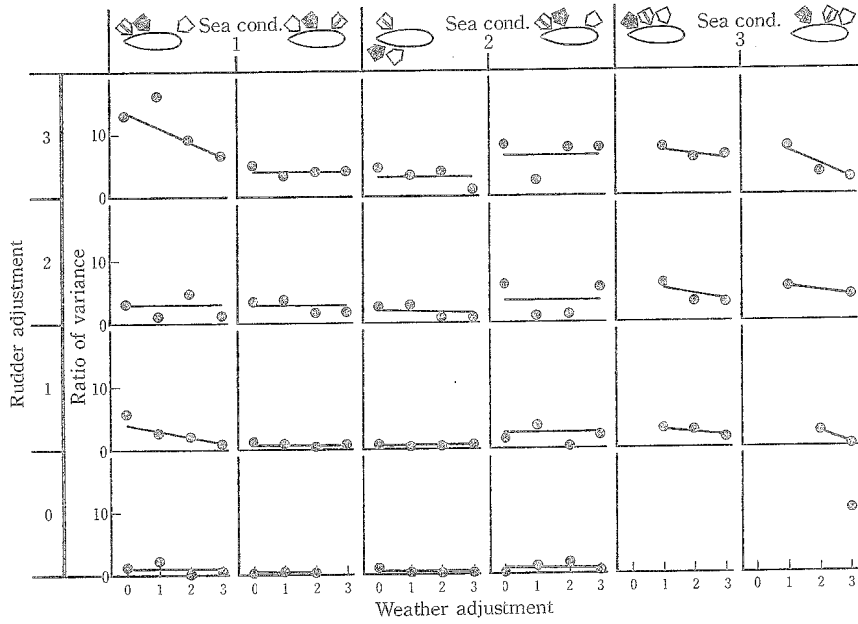 Sea cond. Sea cond. Sea cond.
1 2 3
Rudder adjustment
Ratio of variance
3
10
0
2
10
0
1
10
0
10
0
0 1 2 3 0 1 2 3 0 1 2 3 0 1 2 3 0 1 2 3 0 1 2 3
Weather adjustment